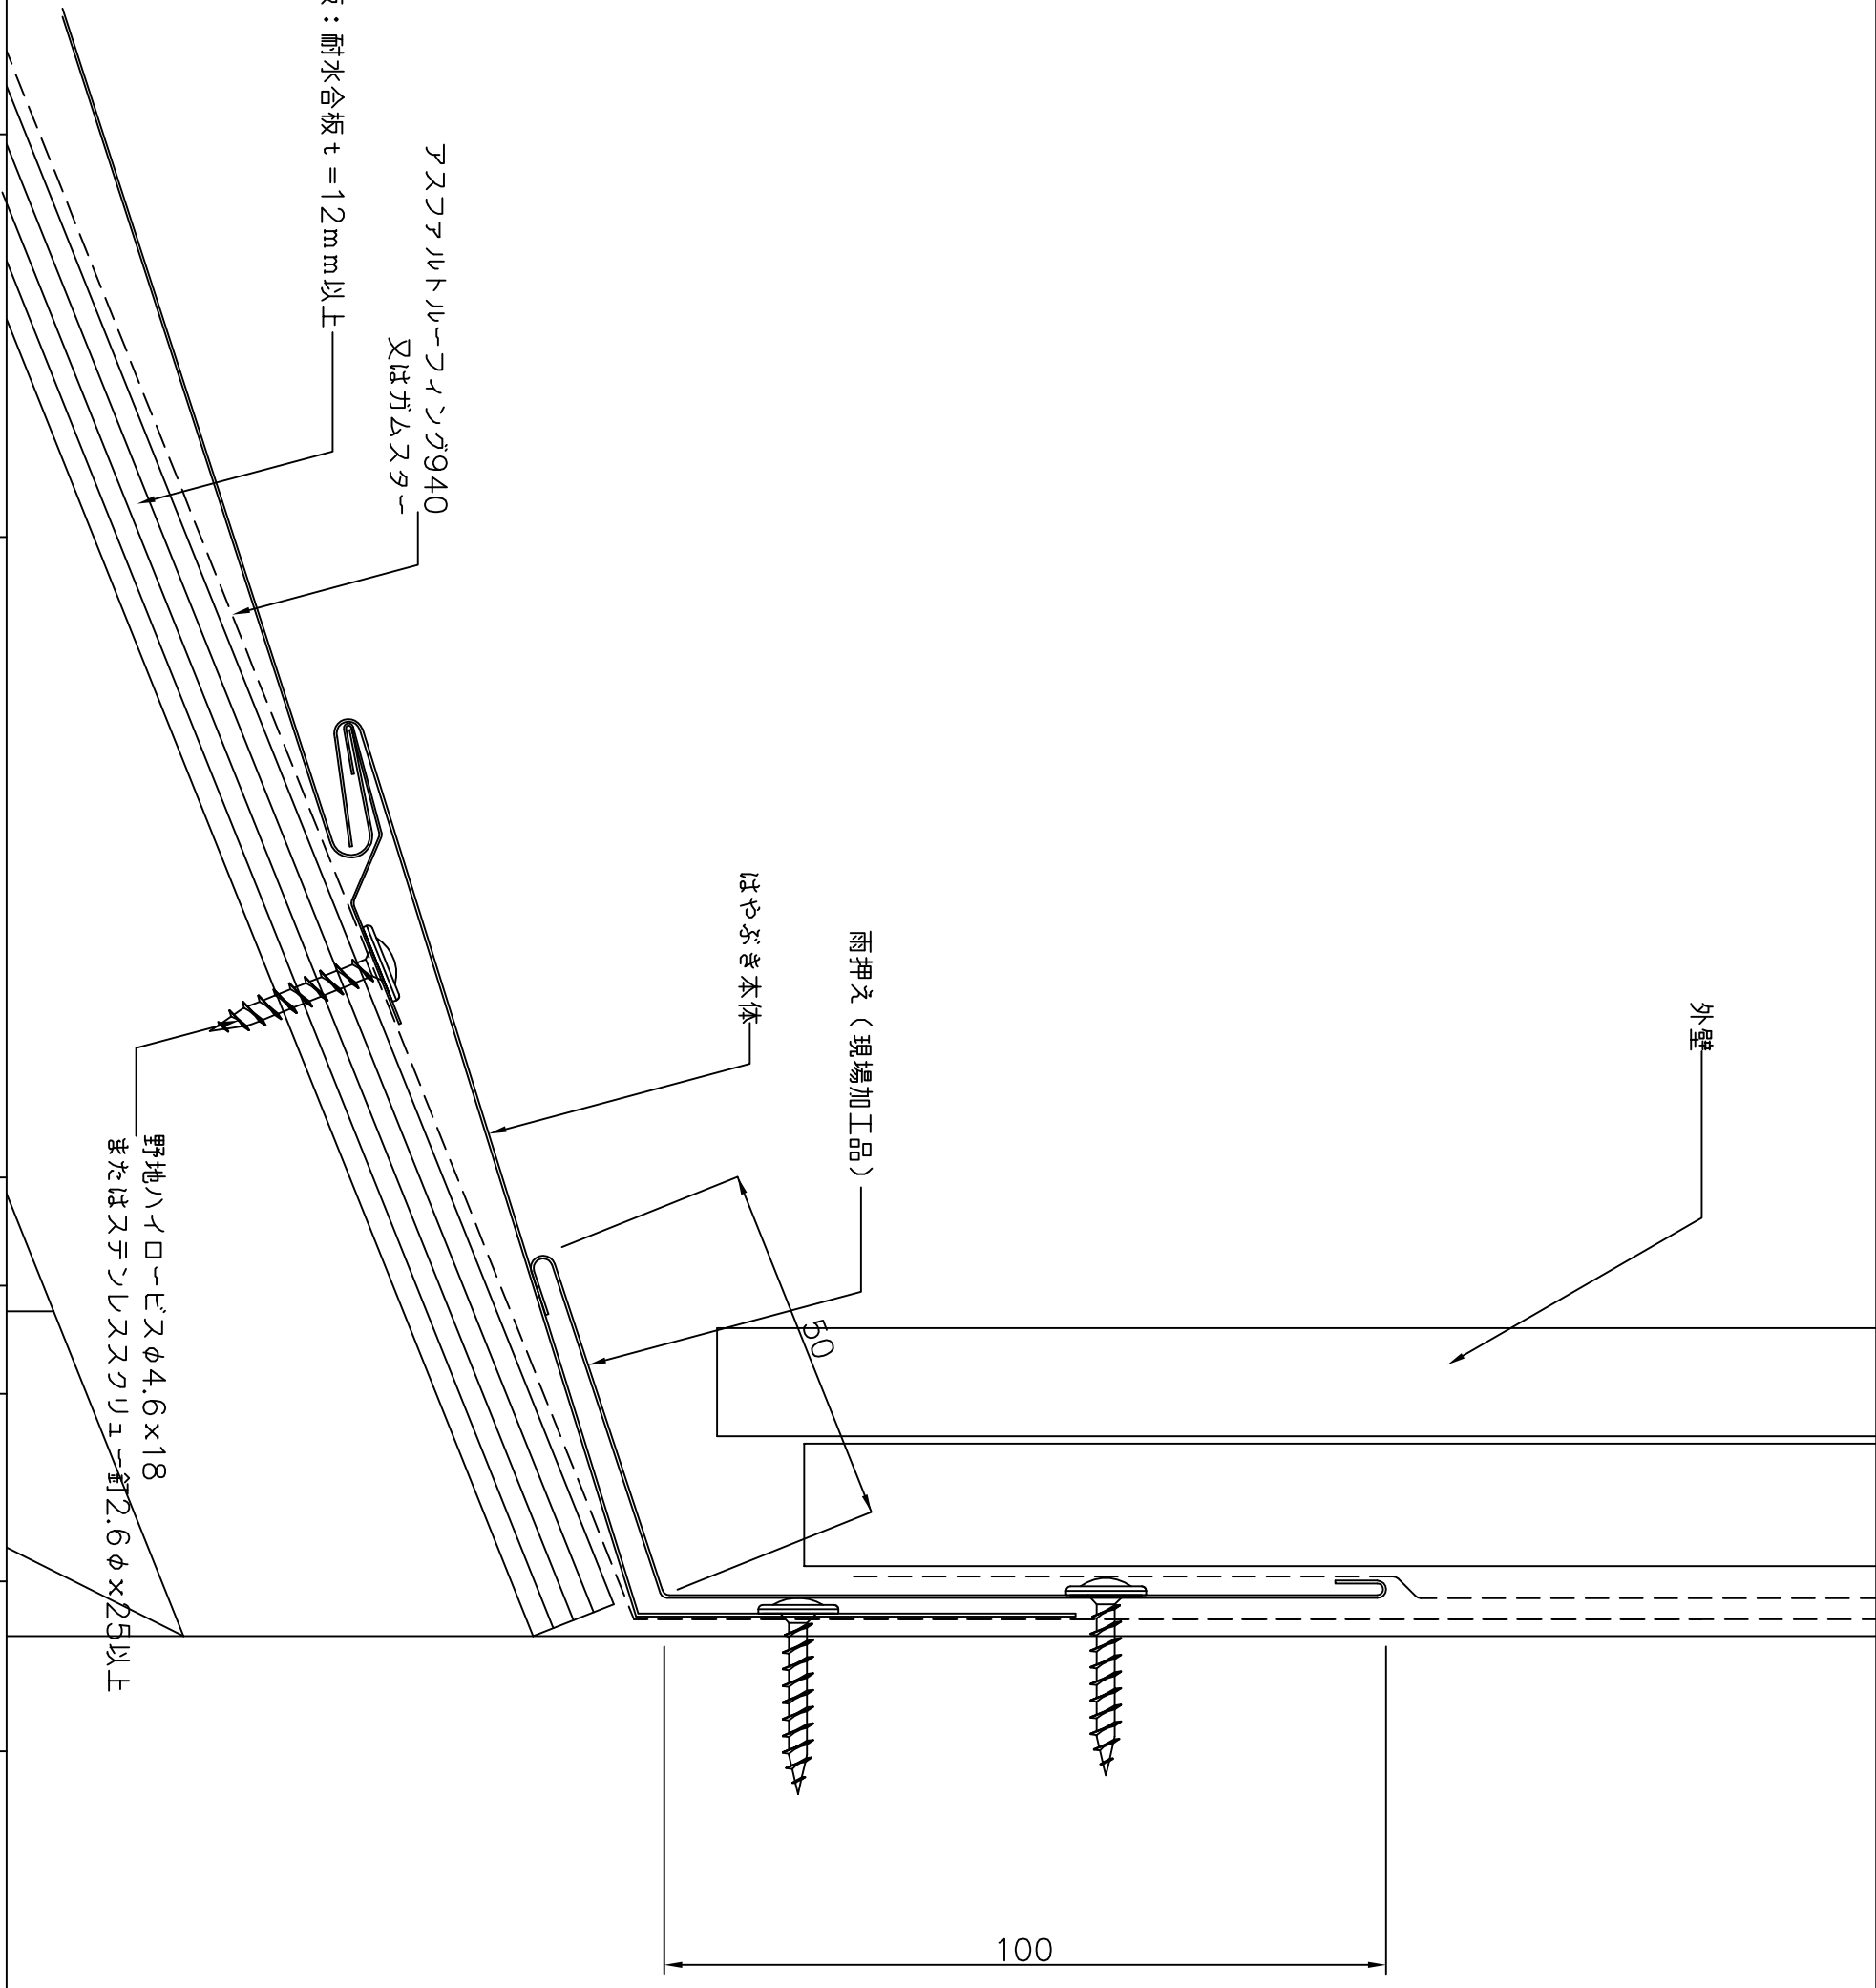 外壁
雨押え（現場加工品）
はやぶき本体
50
アスファルトルーフィング940
又はガムスター
：耐水合板ｔ=12mm以上
野地ハイロービスφ4.6×18
またはステンレススクリュー釘2.6φ×25以上
100